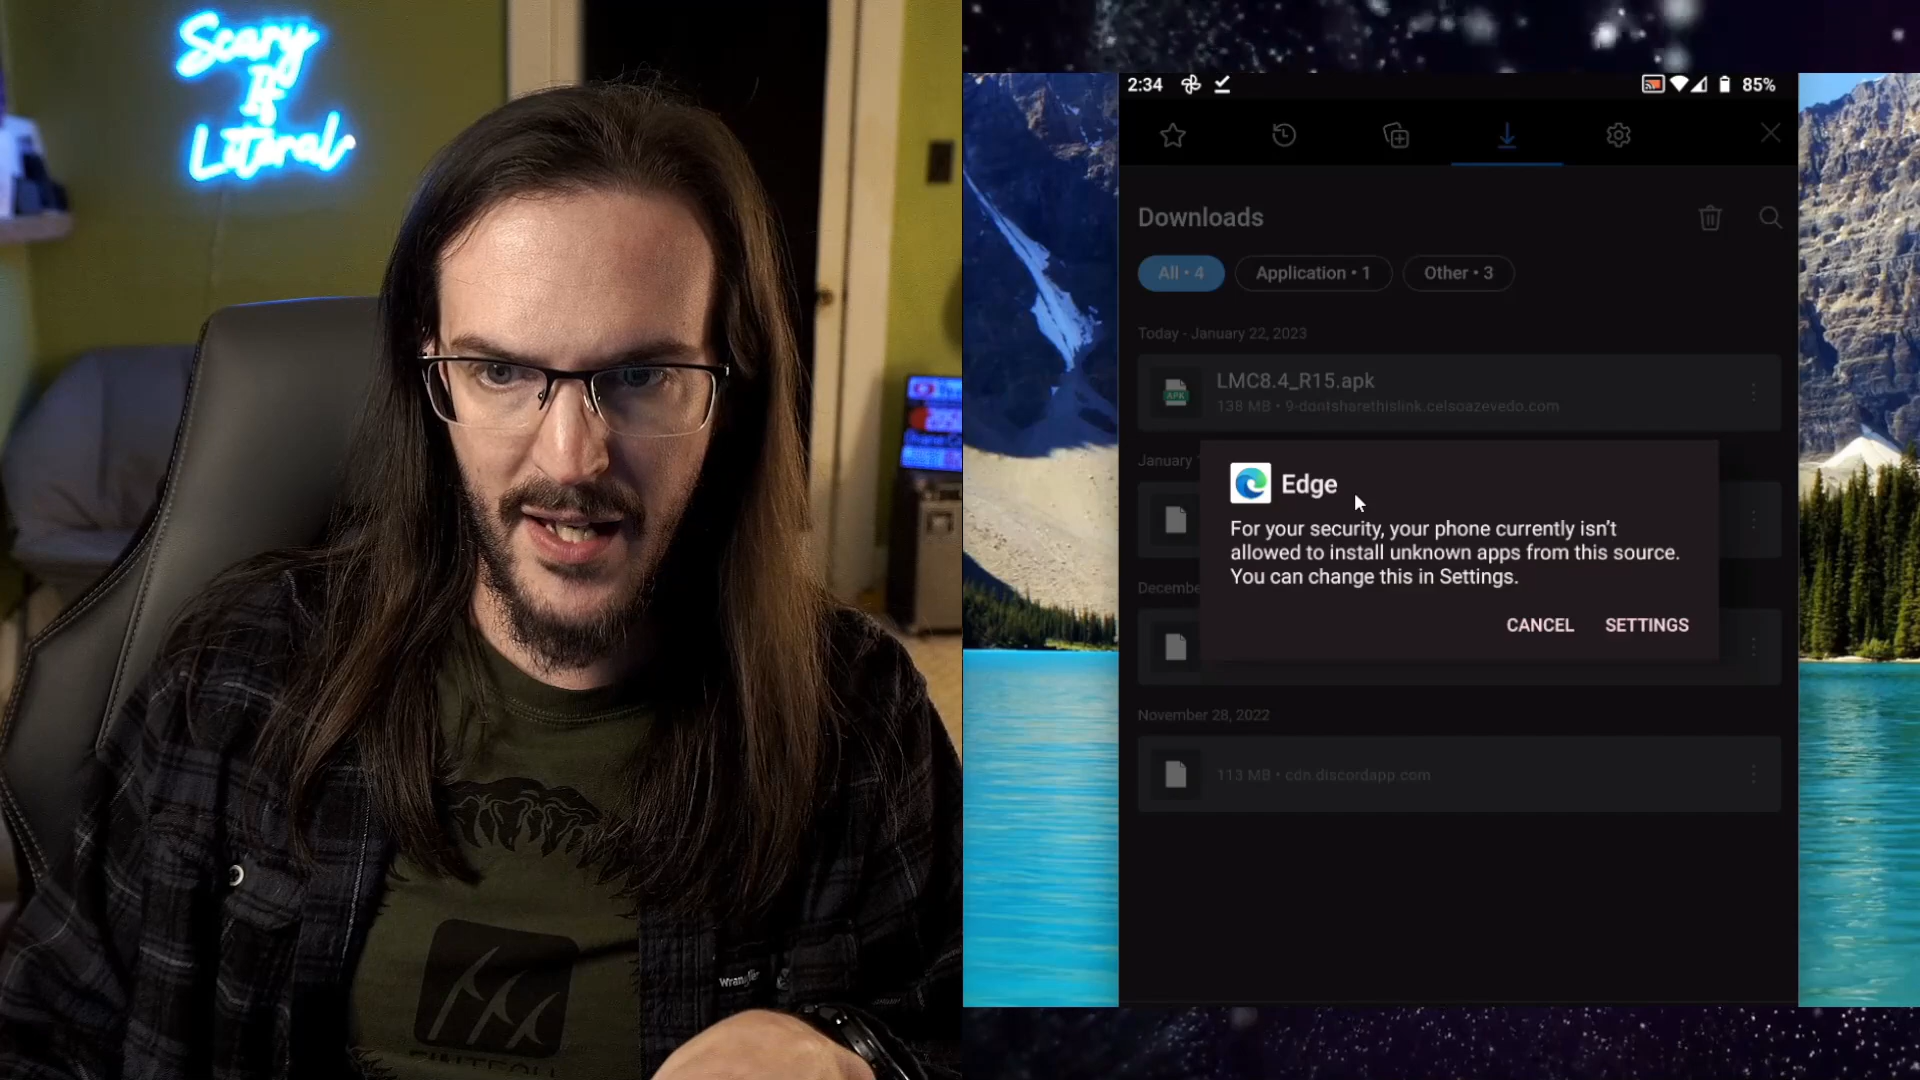 Scary
If
Literal
Wrangler
2:34
85%
Downloads
All • 4
Application • 1
Other • 3
Today - January 22, 2023
LMC8.4_R15.apk
138 MB • 9-dontsharethislink.celsoazevedo.com
January
Edge
For your security, your phone currently isn't
allowed to install unknown apps from this source.
You can change this in Settings.
CANCEL
SETTINGS
Decembe
November 28, 2022
113 MB • cdn.discordapp.com